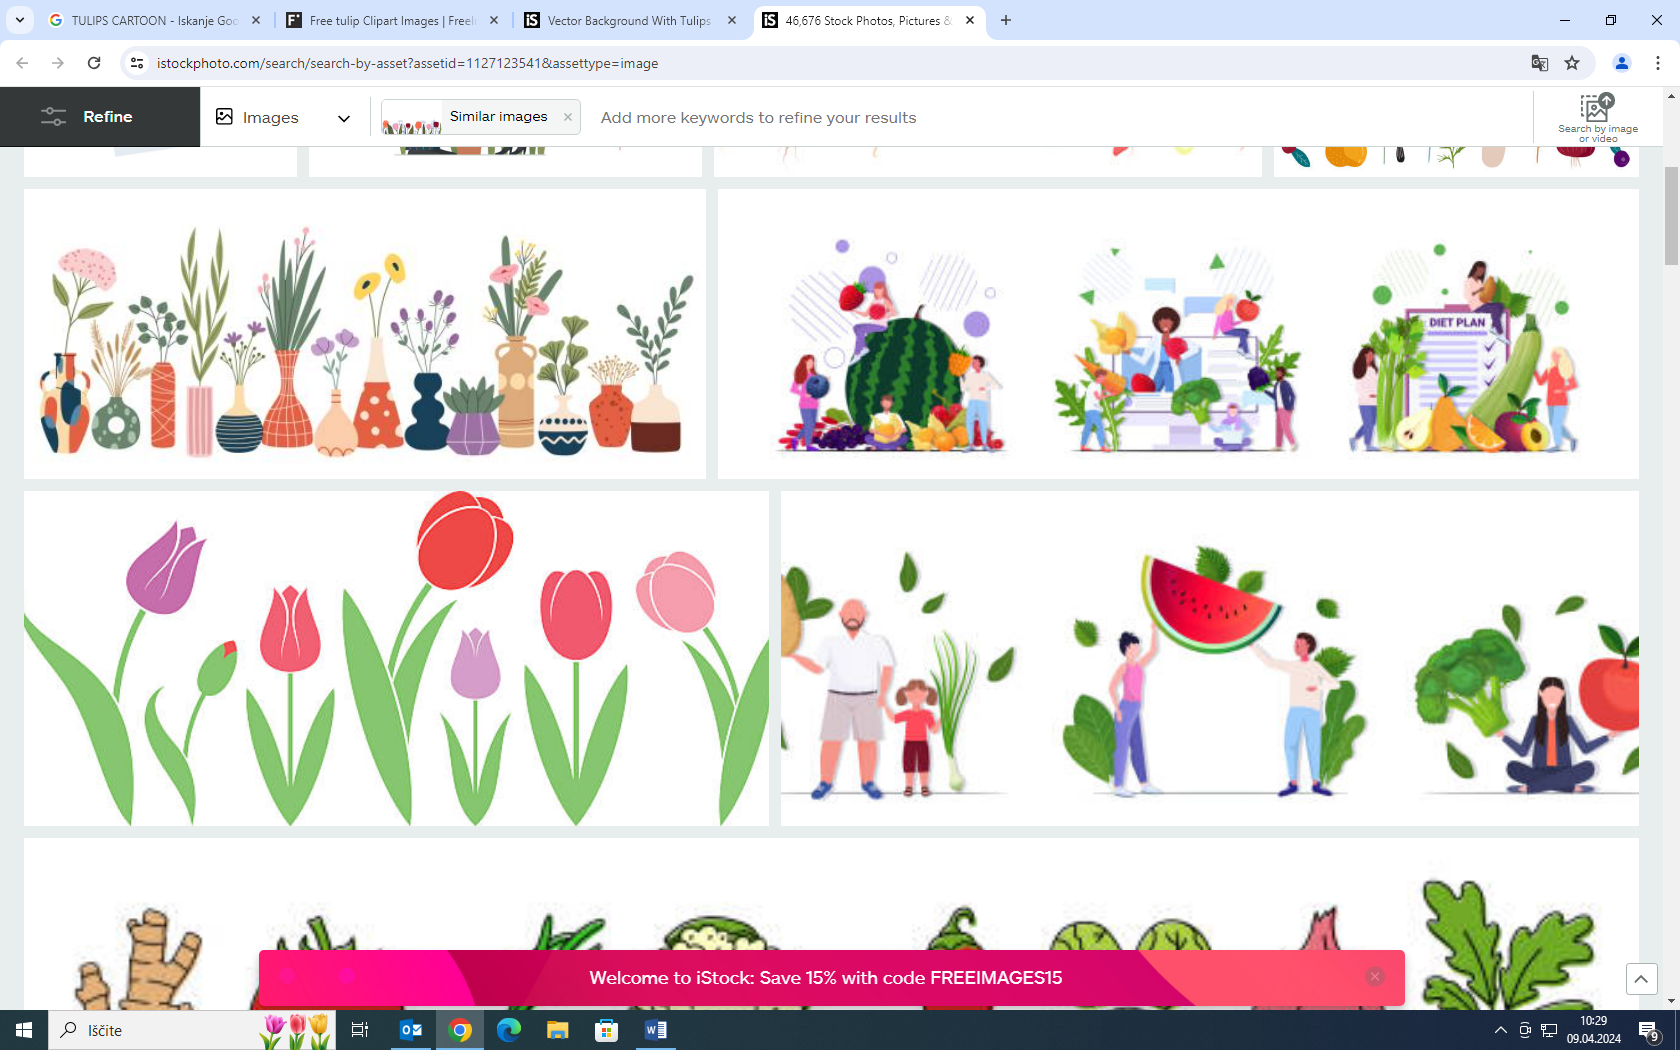 TULIPS CARTOON - Iskanje Goo
Free tulip Clipart Images | FreeI
Vector Background With Tulips
46,676 Stock Photos, Pictures &
istockphoto.com/search/search-by-asset?assetid=1127123541&assettype=image
Refine
Images
Similar images
Add more keywords to refine your results
Search by image
or video
DIET PLAN
Welcome to iStock: Save 15% with code FREEIMAGES15
Iščite
10:29
09.04.2024
9